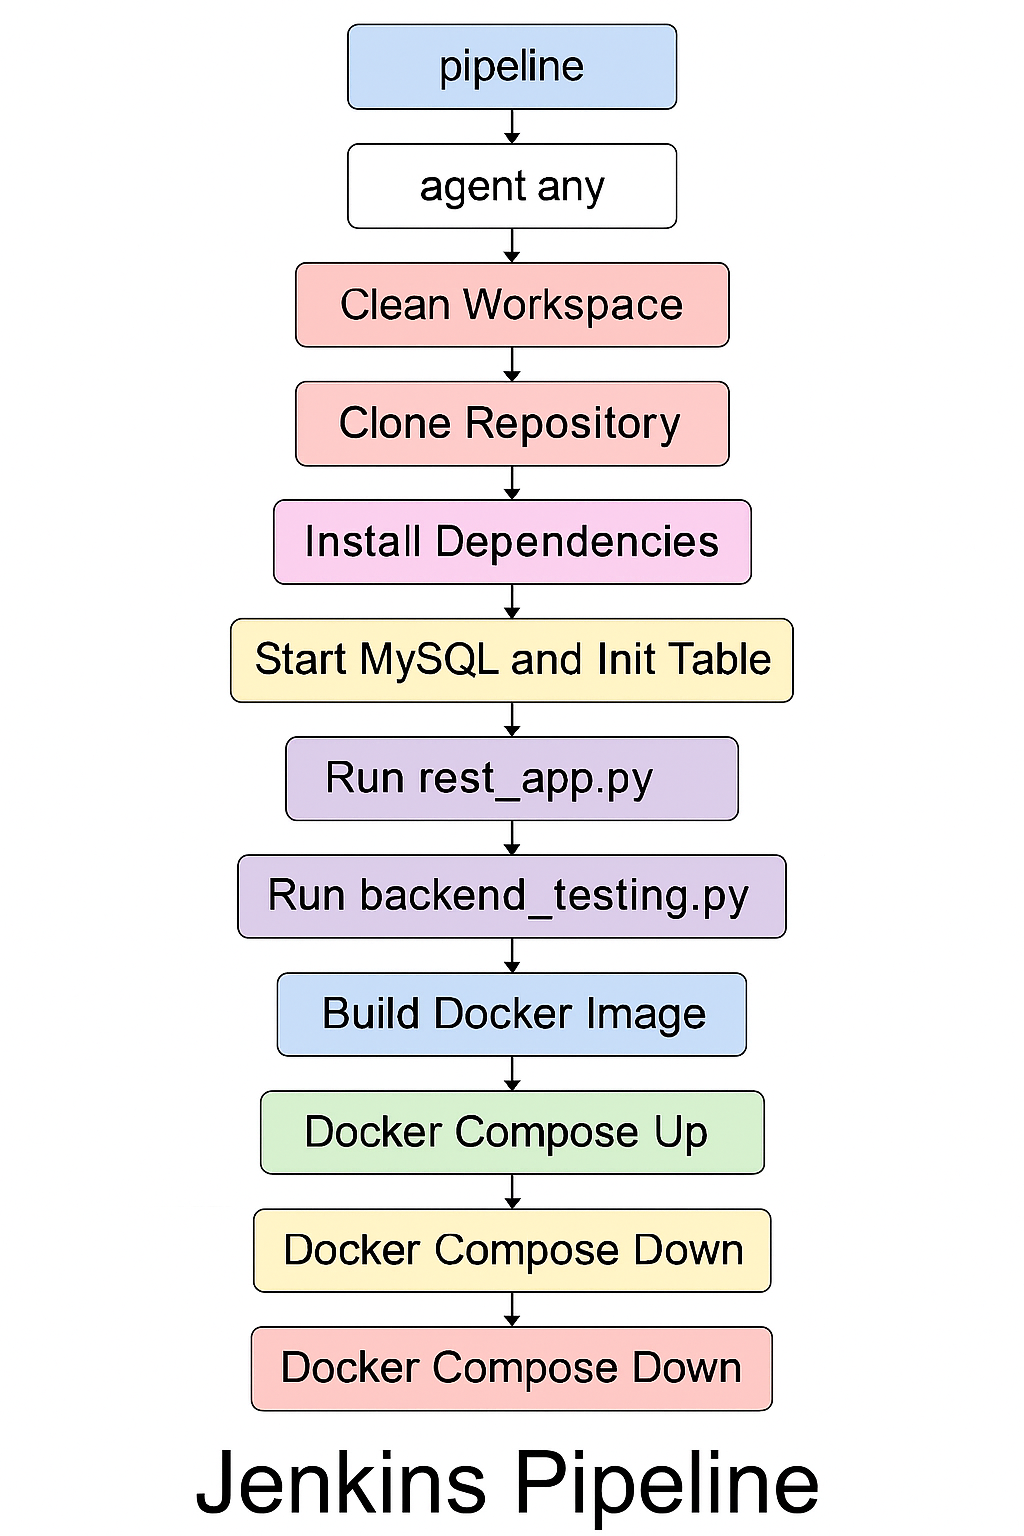 pipeline
agent any
Clean Workspace
Clone Repository
Install Dependencies
Start MySQL and Init Table
Run rest_app.py
Run backend_testing.py
Build Docker Image
Docker Compose Up
Docker Compose Down
Docker Compose Down
Jenkins Pipeline